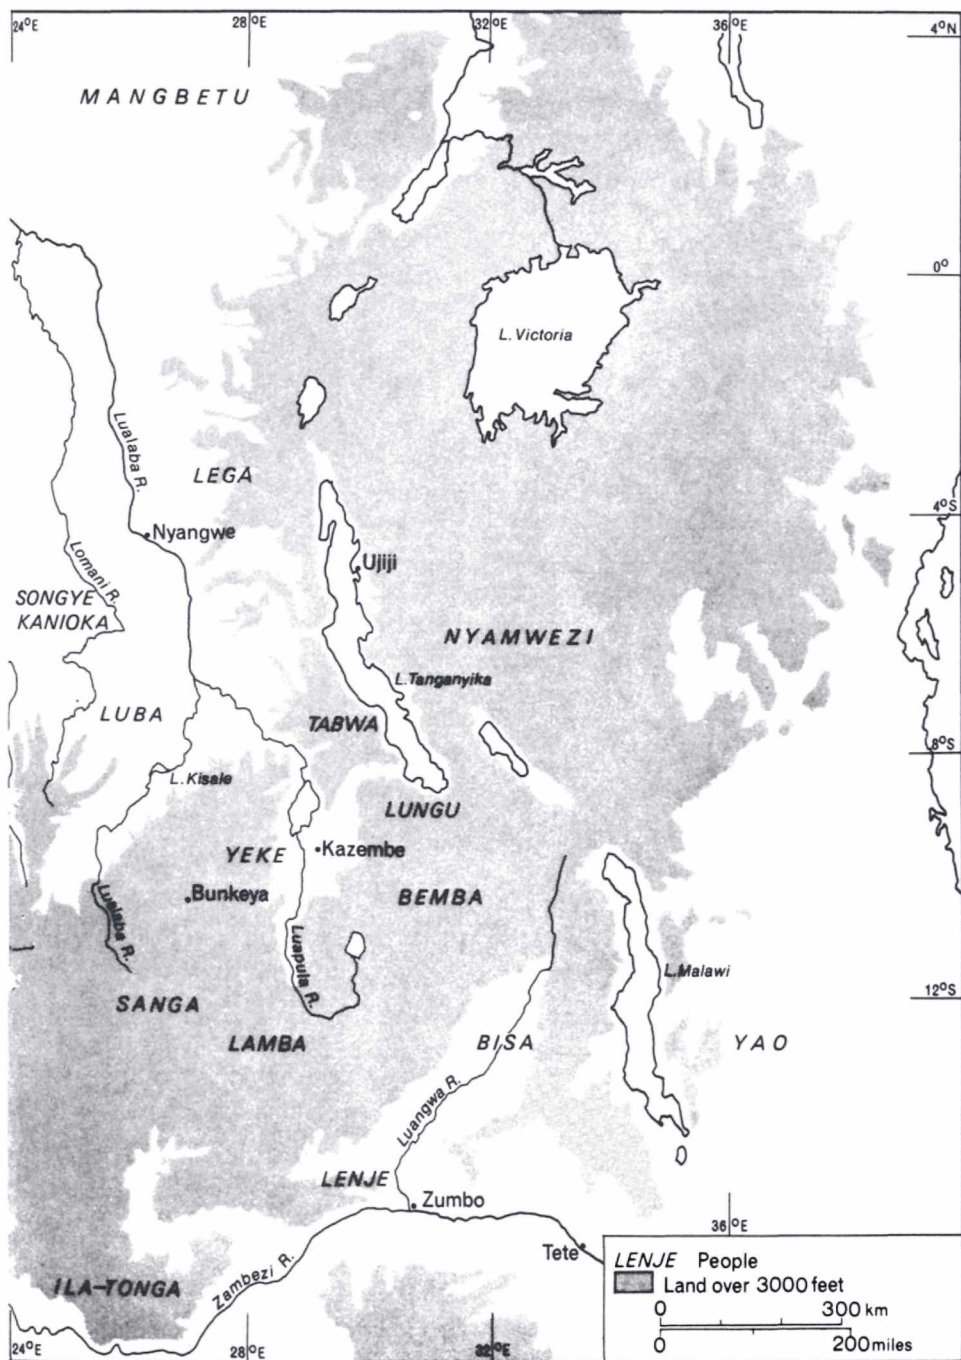 24°E
28°E
32°E
36°E
4°N
MANGBETU
0°
L. Victoria
Lualaba R.
LEGA
4°S
Nyangwe
Ujiji
Lomani R.
SONGYE
KANIOKA
NYAMWEZI
L. Tanganyika
LUBA
TABWA
8°S
L. Kisale
LUNGU
YEKE
Kazembe
Bunkeya
BEMBA
Lualaba R.
Luapula R.
L. Malawi
12°S
SANGA
LAMBA
BISA
YAO
Luangwa R.
LENJE
Zumbo
36°E
Tete
Zambezi R.
ILA-TONGA
LENJE People
Land over 3000 feet
0 300 km
0 200 miles
24°E
28°E
32°E